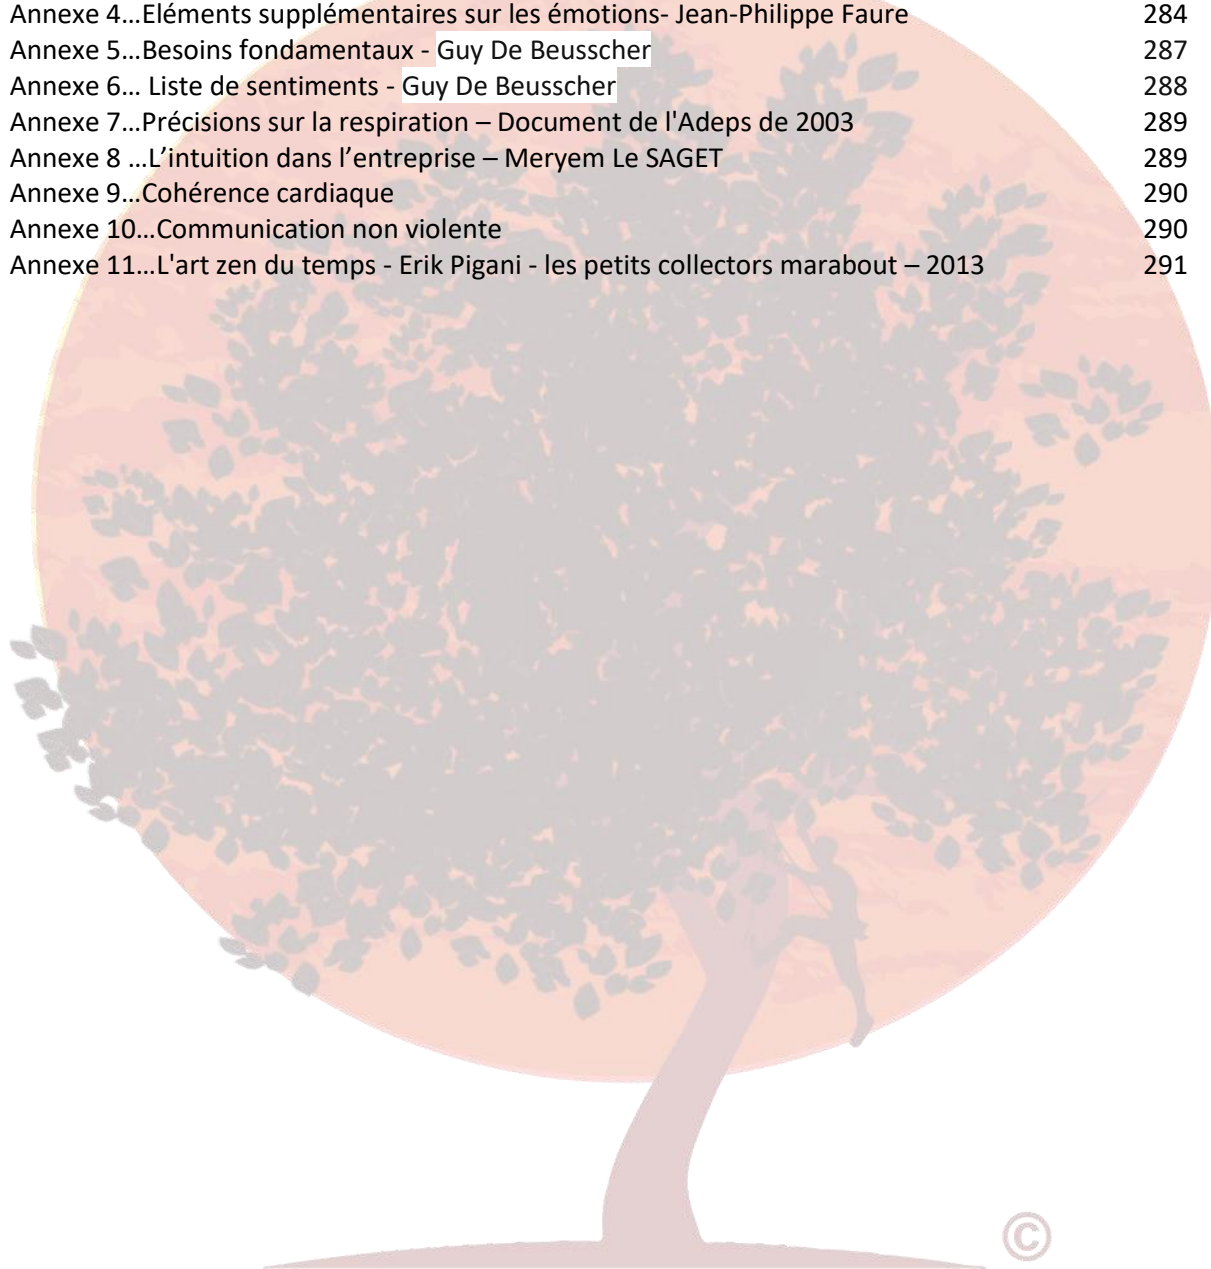 Annexe 4…Eléments supplémentaires sur les émotions- Jean-Philippe Faure 284
Annexe 5…Besoins fondamentaux - Guy De Beusscher 287
Annexe 6… Liste de sentiments - Guy De Beusscher 288
Annexe 7…Précisions sur la respiration – Document de l'Adeps de 2003 289
Annexe 8 …L’intuition dans l’entreprise – Meryem Le SAGET 289
Annexe 9…Cohérence cardiaque 290
Annexe 10…Communication non violente 290
Annexe 11…L'art zen du temps - Erik Pigani - les petits collectors marabout – 2013 291
©